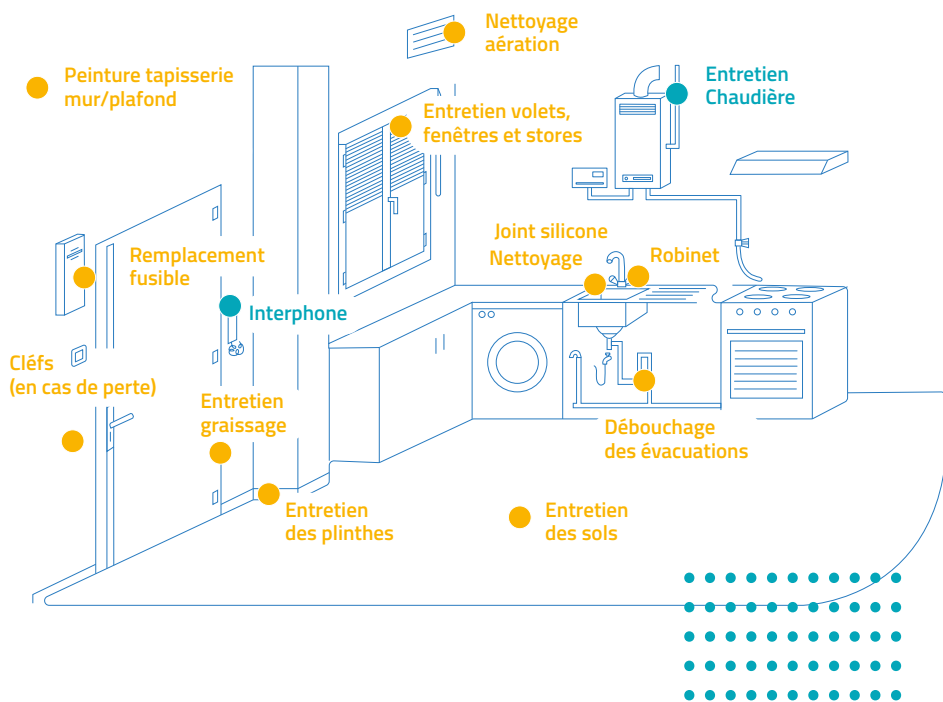 Nettoyage
aération
Peinture tapisserie
mur/plafond
Entretien
Chaudière
Entretien volets,
fenêtres et stores
Joint silicone
Nettoyage
Robinet
Remplacement
fusible
Interphone
Cléfs
(en cas de perte)
Entretien
graissage
Débouchage
des évacuations
Entretien
des plinthes
Entretien
des sols